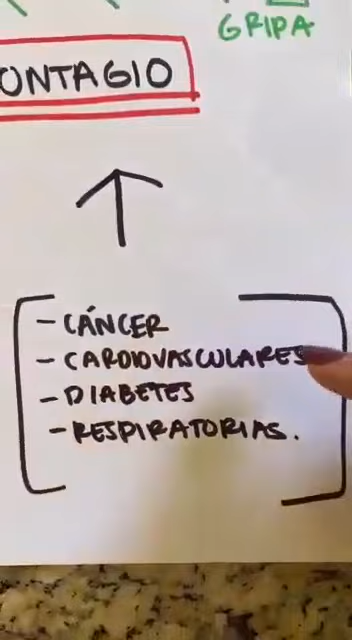 GRIPA
ONTAGIO
- CÁNCER
- CARDIOVASCULARES
- DIABETES
- RESPIRATORIAS.